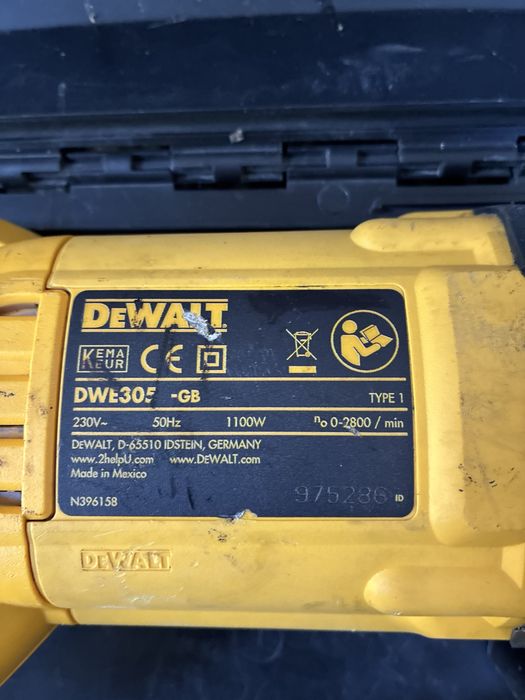 DEWALT
KEMA
KEUR
CE
DWE305 -GB
TYPE 1
230V~ 50Hz 1100W no 0-2800 / min
DEWALT, D-65510 IDSTEIN, GERMANY
www.2helpU.com www.DEWALT.com
Made in Mexico
N396158
975286 ID
DEWALT